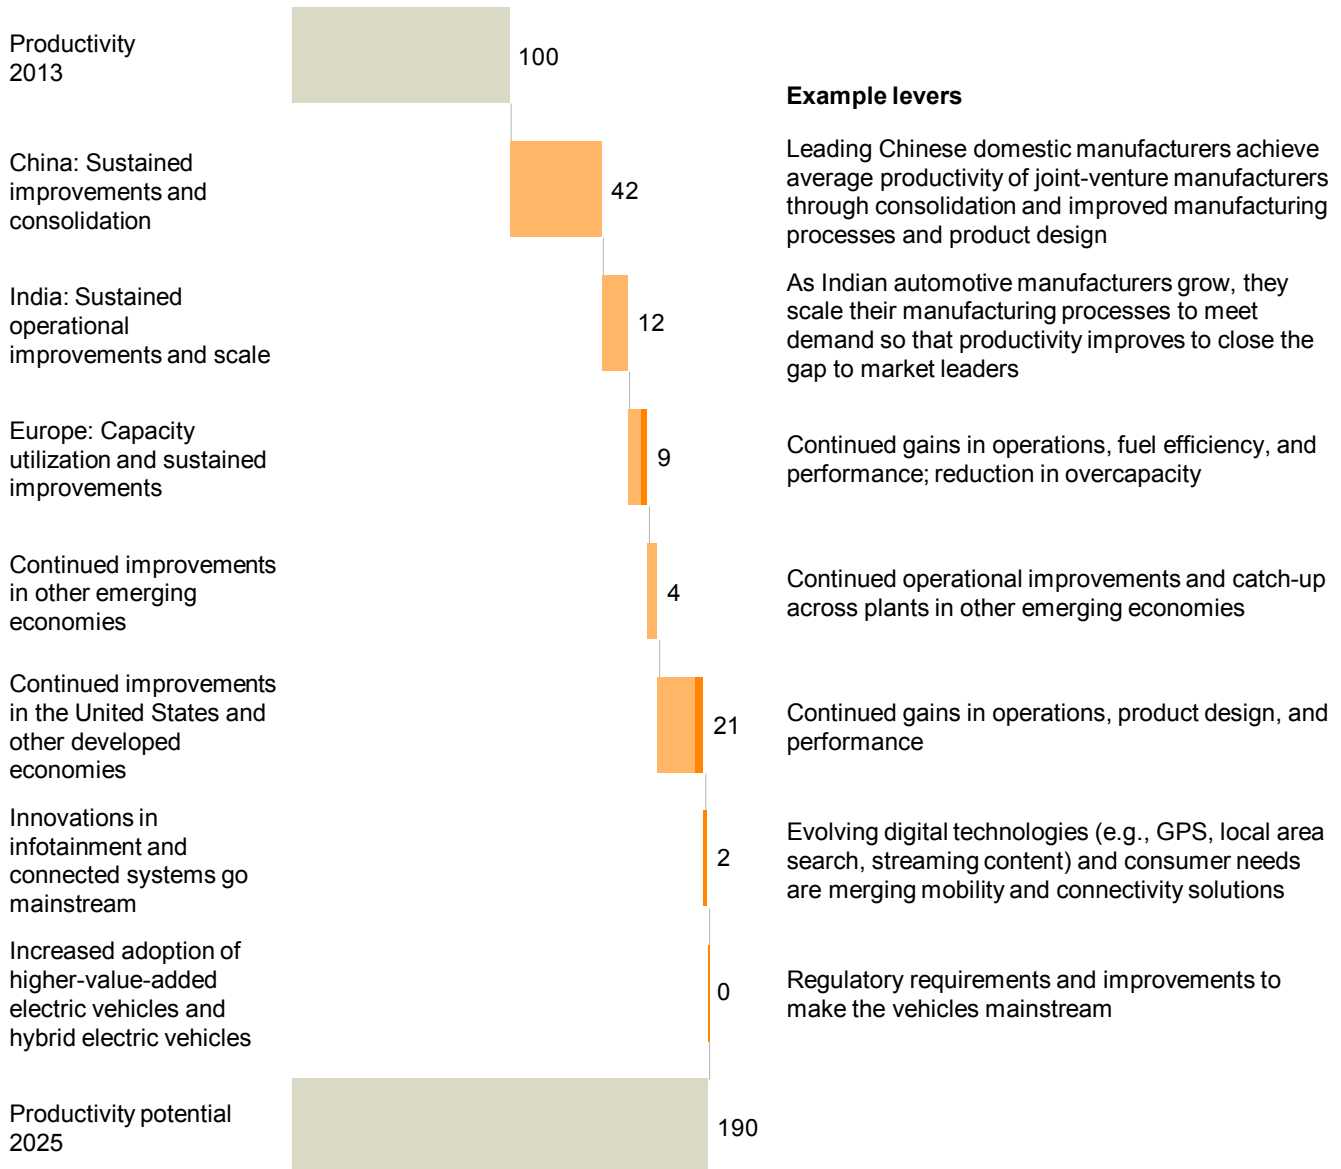 Productivity
2013
100
Example levers
China: Sustained
improvements and
consolidation
42
Leading Chinese domestic manufacturers achieve
average productivity of joint-venture manufacturers
through consolidation and improved manufacturing
processes and product design
India: Sustained
operational
improvements and scale
12
As Indian automotive manufacturers grow, they
scale their manufacturing processes to meet
demand so that productivity improves to close the
gap to market leaders
Europe: Capacity
utilization and sustained
improvements
9
Continued gains in operations, fuel efficiency, and
performance; reduction in overcapacity
Continued improvements
in other emerging
economies
4
Continued operational improvements and catch-up
across plants in other emerging economies
Continued improvements
in the United States and
other developed
economies
21
Continued gains in operations, product design, and
performance
Innovations in
infotainment and
connected systems go
mainstream
2
Evolving digital technologies (e.g., GPS, local area
search, streaming content) and consumer needs
are merging mobility and connectivity solutions
Increased adoption of
higher-value-added
electric vehicles and
hybrid electric vehicles
0
Regulatory requirements and improvements to
make the vehicles mainstream
Productivity potential
2025
190